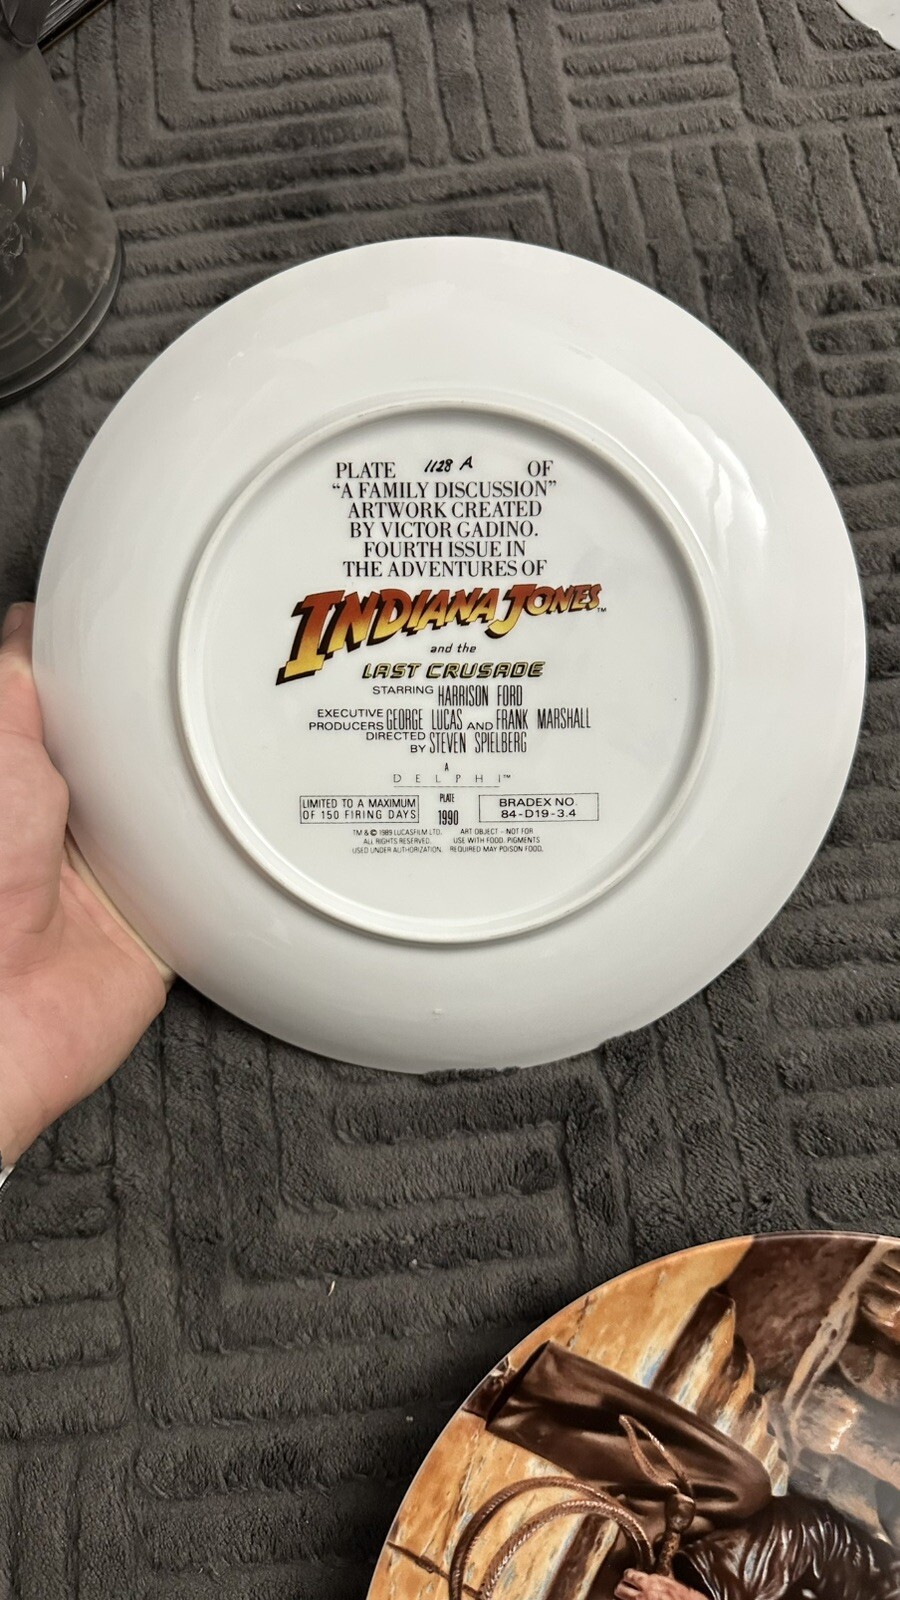 PLATE 1128 A OF
“A FAMILY DISCUSSION”
ARTWORK CREATED
BY VICTOR GADINO.
FOURTH ISSUE IN
THE ADVENTURES OF
INDIANA JONES™
and the
LAST CRUSADE
STARRING HARRISON FORD
EXECUTIVE PRODUCERS GEORGE LUCAS AND FRANK MARSHALL
DIRECTED BY STEVEN SPIELBERG
A
DELPHI™
PLATE
1990
LIMITED TO A MAXIMUM
OF 150 FIRING DAYS
BRADEX NO.
84-D19-3.4
TM & © 1989 LUCASFILM LTD.
ALL RIGHTS RESERVED.
USED UNDER AUTHORIZATION.
ART OBJECT - NOT FOR
USE WITH FOOD. PIGMENTS
REQUIRED MAY POISON FOOD.